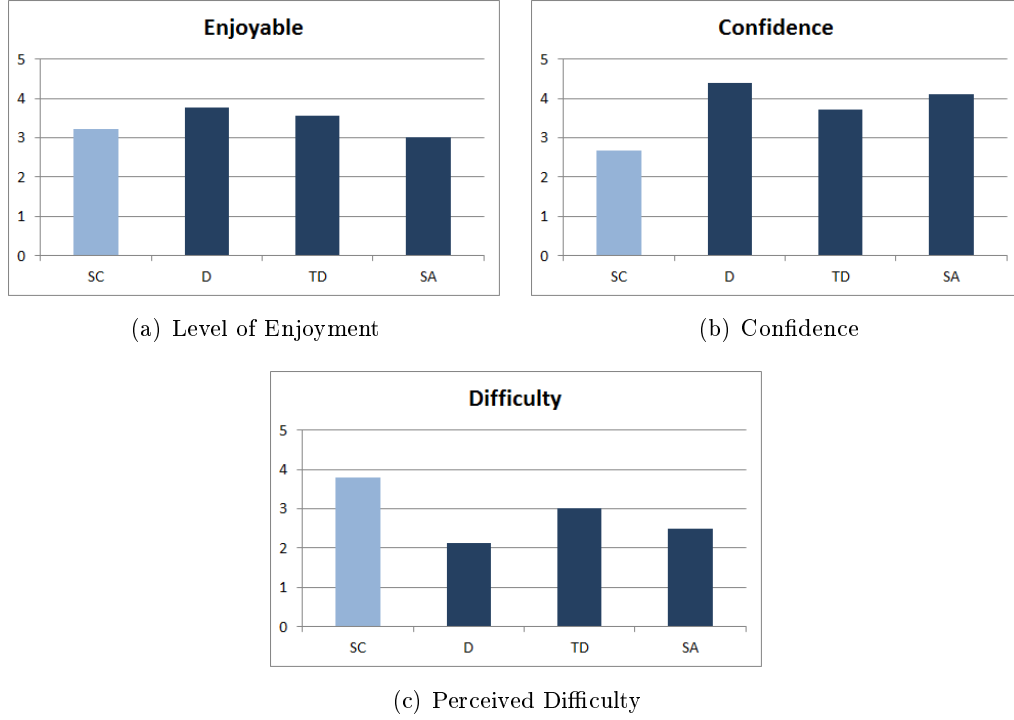 Enjoyable
5
4
3
2
1
0
SC D TD SA
(a) Level of Enjoyment
Confidence
5
4
3
2
1
0
SC D TD SA
(b) Confidence
Difficulty
5
4
3
2
1
0
SC D TD SA
(c) Perceived Difficulty